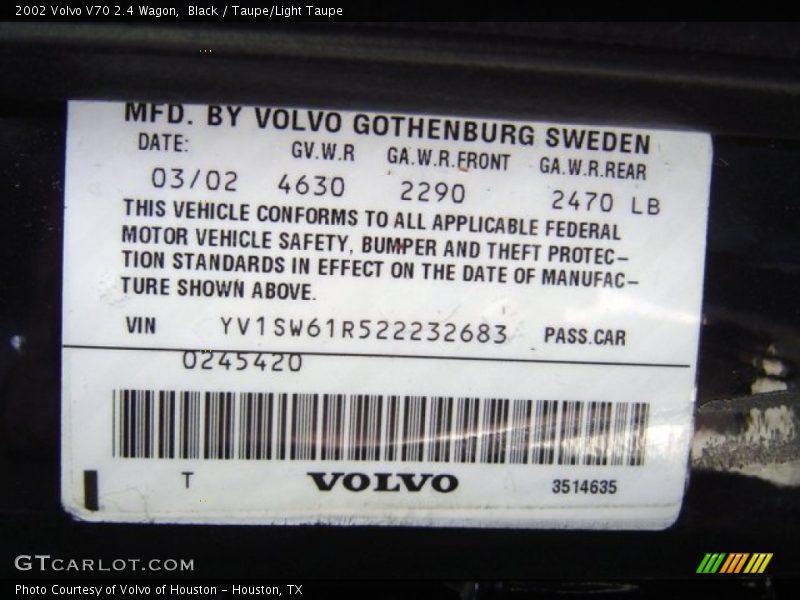 2002 Volvo V70 2.4 Wagon, Black / Taupe/Light Taupe
MFD. BY VOLVO GOTHENBURG SWEDEN
DATE: GV.W.R GA.W.R.FRONT GA.W.R.REAR
03/02 4630 2290 2470 LB
THIS VEHICLE CONFORMS TO ALL APPLICABLE FEDERAL
MOTOR VEHICLE SAFETY, BUMPER AND THEFT PROTEC-
TION STANDARDS IN EFFECT ON THE DATE OF MANUFAC-
TURE SHOWN ABOVE.
VIN YV1SW61R522232683 PASS.CAR
0245420
T VOLVO 3514635
GTCARLOT.COM
Photo Courtesy of Volvo of Houston - Houston, TX